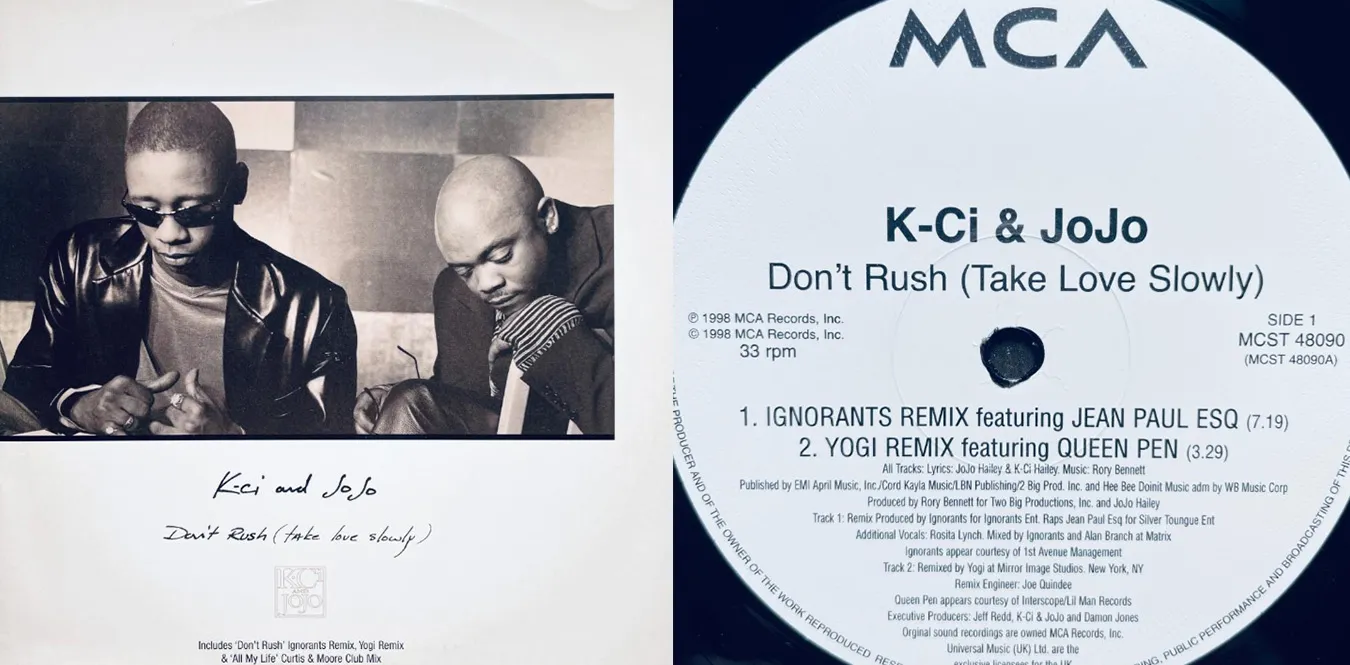 K-Ci and JoJo
Don't Rush (take love slowly)
K-Ci
AND
JoJo
Includes 'Don't Rush' Ignorants Remix, Yogi Remix
& 'All My Life' Curtis & Moore Club Mix
MCA
K-Ci & JoJo
Don't Rush (Take Love Slowly)
℗ 1998 MCA Records, Inc.
© 1998 MCA Records, Inc.
33 rpm
SIDE 1
MCST 48090
(MCST 48090A)
1. IGNORANTS REMIX featuring JEAN PAUL ESQ (7.19)
2. YOGI REMIX featuring QUEEN PEN (3.29)
All Tracks: Lyrics: JoJo Hailey & K-Ci Hailey. Music: Rory Bennett
Published by EMI April Music, Inc./Cord Kayla Music/LBN Publishing/2 Big Prod. Inc. and Hee Bee Doinit Music adm by WB Music Corp
Produced by Rory Bennett for Two Big Productions, Inc. and JoJo Hailey
Track 1: Remix Produced by Ignorants for Ignorants Ent. Raps Jean Paul Esq for Silver Toungue Ent
Additional Vocals: Rosita Lynch. Mixed by Ignorants and Alan Branch at Matrix
Ignorants appear courtesy of 1st Avenue Management
Track 2: Remixed by Yogi at Mirror Image Studios. New York, NY
Remix Engineer: Joe Quindee
Queen Pen appears courtesy of Interscope/Lil Man Records
Executive Producers: Jeff Redd, K-Ci & JoJo and Damon Jones
Orginal sound recordings are owned MCA Records, Inc.
Universal Music (UK) Ltd. are the
exclusive licensees for the UK
THE PRODUCER AND OF THE OWNER OF THE WORK REPRODUCED
PUBLIC PERFORMANCE AND BROADCASTING OF THIS